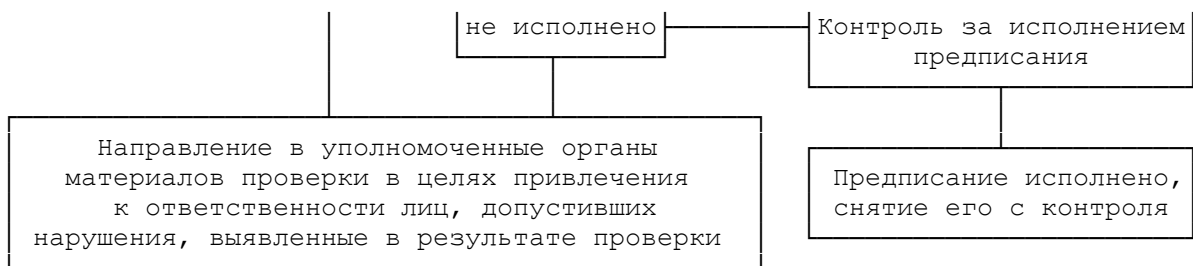 не исполнено
Контроль за исполнением
предписания
Направление в уполномоченные органы
материалов проверки в целях привлечения
к ответственности лиц, допустивших
нарушения, выявленные в результате проверки
Предписание исполнено,
снятие его с контроля